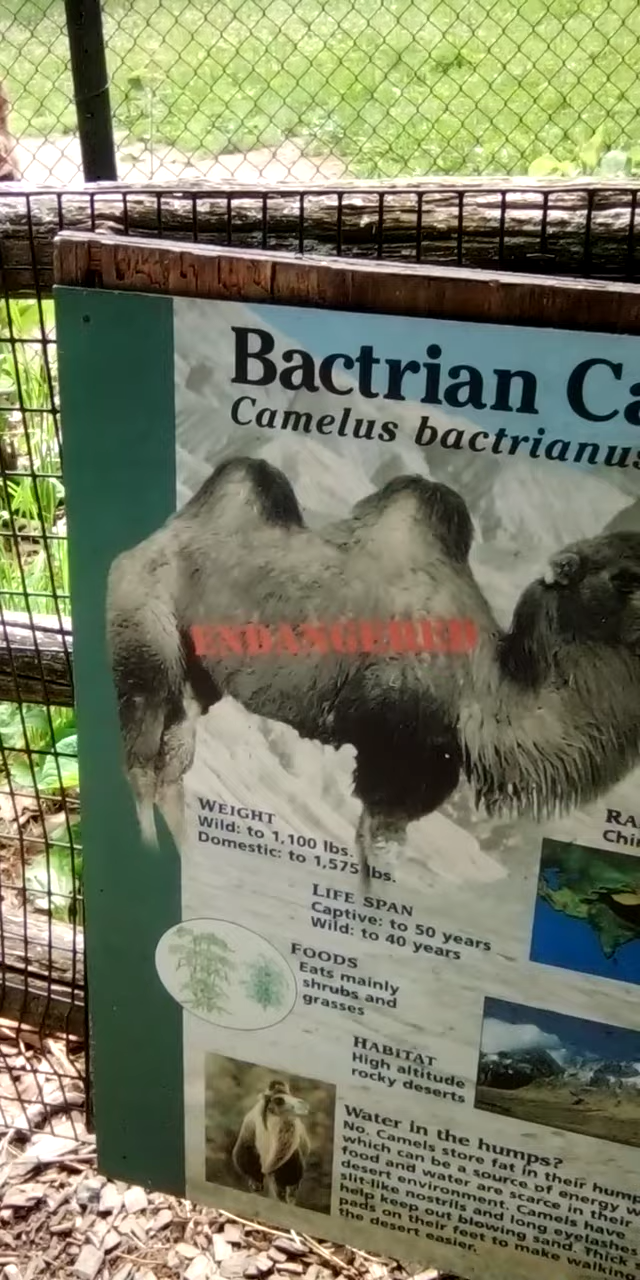 Bactrian Ca
Camelus bactrianus
ENDANGERED
WEIGHT
Wild: to 1,100 lbs.
Domestic: to 1,575 lbs.
LIFE SPAN
Captive: to 50 years
Wild: to 40 years
RA
Chin
FOODS
Eats mainly
shrubs and
grasses
HABITAT
High altitude
rocky deserts
Water in the humps?
No. Camels store fat in their hump
which can be a source of energy w
food and water are scarce in their
desert environment. Camels have
slit-like nostrils and long eyelashes
help keep out blowing sand. Thick
pads on their feet to make walkin
the desert easier.